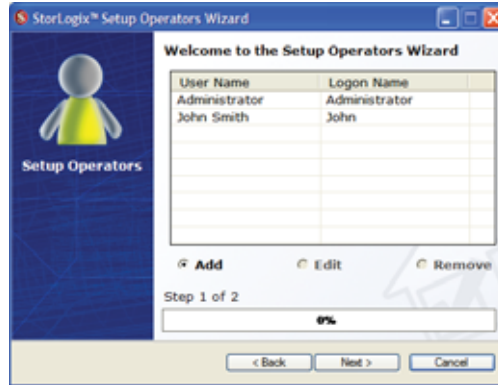 StorLogix™ Setup Operators Wizard
Setup Operators
Welcome to the Setup Operators Wizard
User Name Logon Name
Administrator Administrator
John Smith John
Add Edit Remove
Step 1 of 2
0%
< Back Next > Cancel